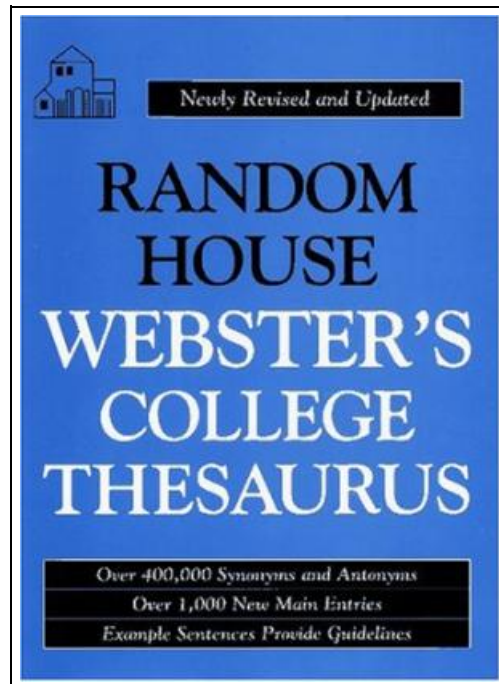 Newly Revised and Updated
RANDOM
HOUSE
WEBSTER'S
COLLEGE
THESAURUS
Over 400,000 Synonyms and Antonyms
Over 1,000 New Main Entries
Example Sentences Provide Guidelines